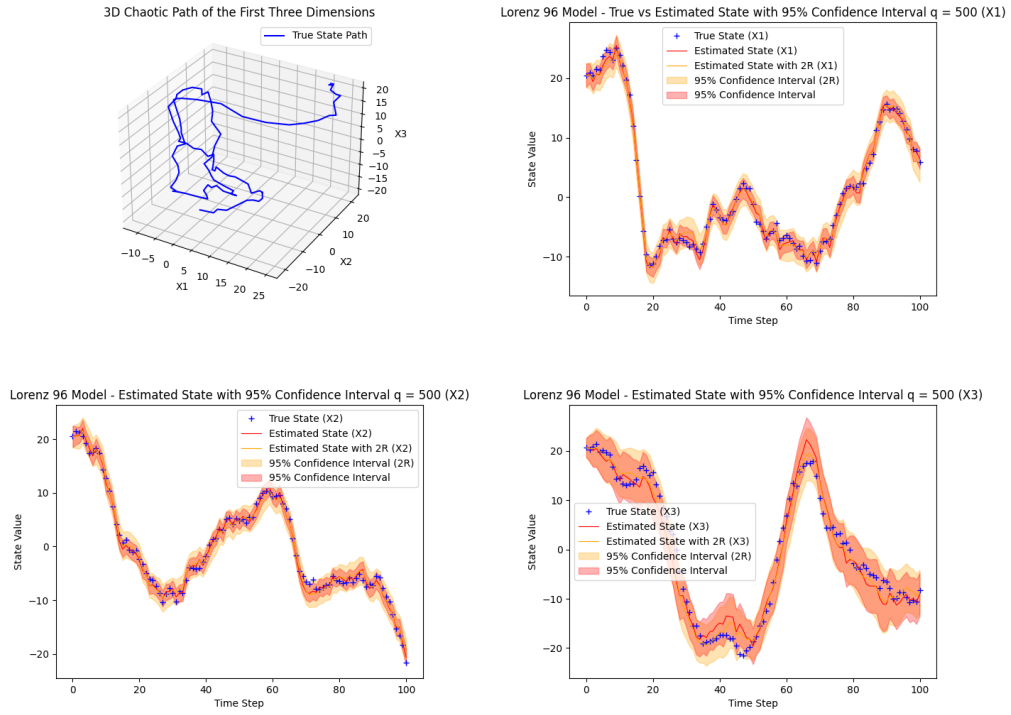 3D Chaotic Path of the First Three Dimensions
True State Path
20
15
10
5
0
−5
−10
−15
−20
X3
20
10
0
−10
−20
X2
−10
−5
0
5
10
15
20
25
X1
Lorenz 96 Model - True vs Estimated State with 95% Confidence Interval q = 500 (X1)
True State (X1)
Estimated State (X1)
Estimated State with 2R (X1)
95% Confidence Interval (2R)
95% Confidence Interval
State Value
20
10
0
−10
0 20 40 60 80 100
Time Step
Lorenz 96 Model - Estimated State with 95% Confidence Interval q = 500 (X2)
True State (X2)
Estimated State (X2)
Estimated State with 2R (X2)
95% Confidence Interval (2R)
95% Confidence Interval
State Value
20
10
0
−10
−20
0 20 40 60 80 100
Time Step
Lorenz 96 Model - Estimated State with 95% Confidence Interval q = 500 (X3)
True State (X3)
Estimated State (X3)
Estimated State with 2R (X3)
95% Confidence Interval (2R)
95% Confidence Interval
State Value
20
10
0
−10
−20
0 20 40 60 80 100
Time Step